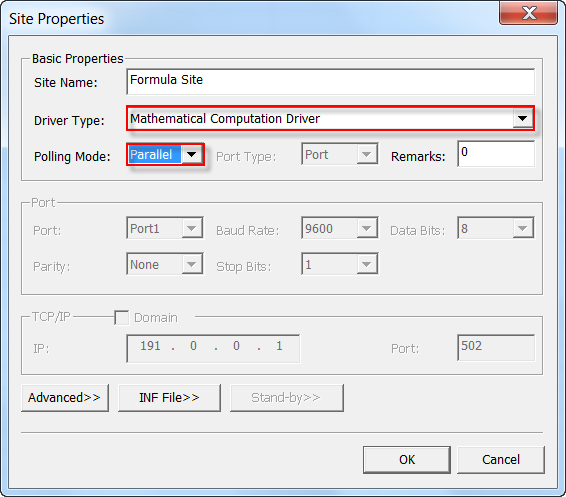 Site Properties
Basic Properties
Site Name: Formula Site
Driver Type: Mathematical Computation Driver
Polling Mode: Parallel Port Type: Port Remarks: 0
Port
Port: Port1 Baud Rate: 9600 Data Bits: 8
Parity: None Stop Bits: 1
TCP/IP Domain
IP: 191 . 0 . 0 . 1 Port: 502
Advanced>> INF File>> Stand-by>>
OK Cancel